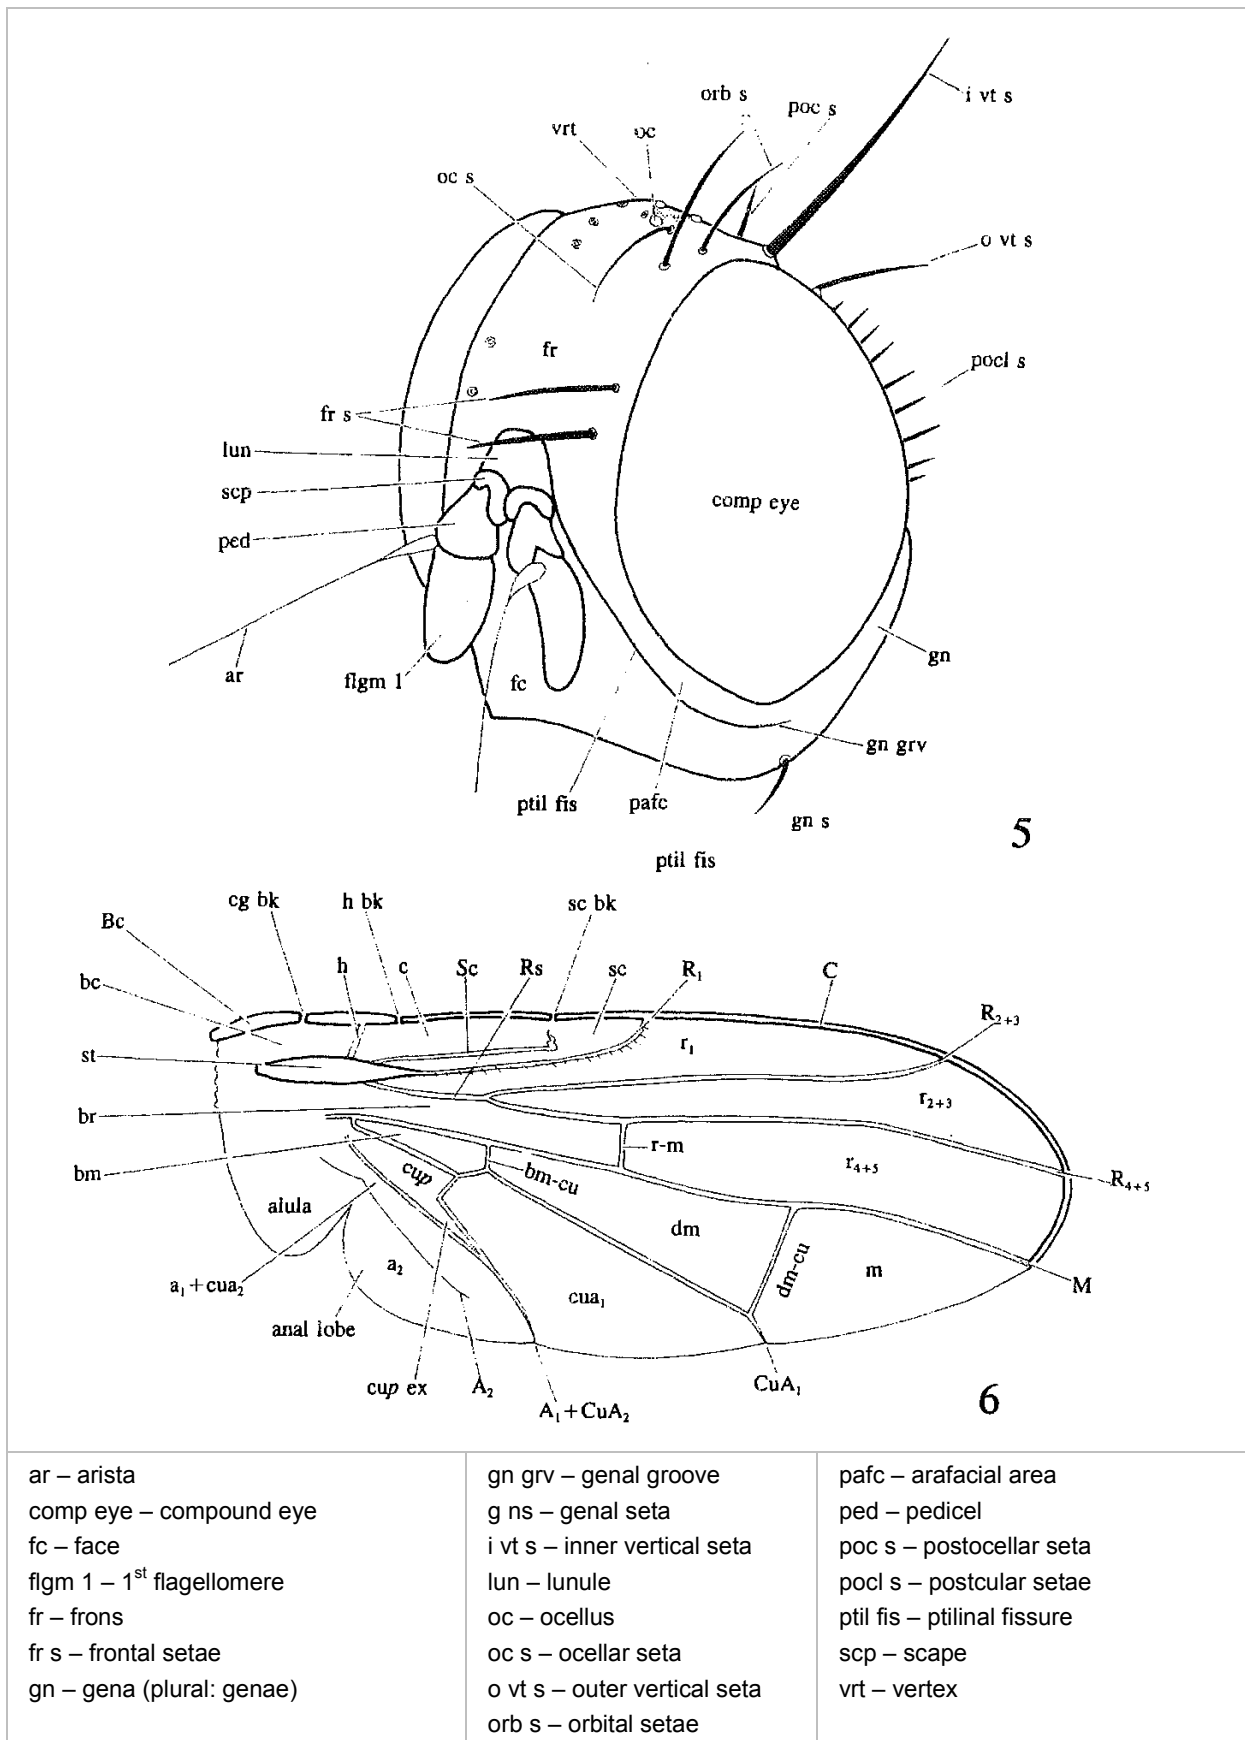 i vt s
orb s
poc s
vrt
oc
oc s
o vt s
fr
pocl s
fr s
lun
scp
comp eye
ped
gn
ar
flgm 1
fc
gn grv
ptil fis
pafc
gn s
5
ptil fis
cg bk
h bk
sc bk
Bc
h
c
Sc
Rs
sc
R₁
C
bc
R₂₊₃
st
r₁
r₂₊₃
br
r-m
bm
cup
bm-cu
r₄₊₅
R₄₊₅
alula
dm
a₂
dm-cu
m
a₁+cua₂
cua₁
M
anal lobe
cup ex
A₂
CuA₁
A₁+CuA₂
6
ar – arista
comp eye – compound eye
fc – face
flgm 1 – 1st flagellomere
fr – frons
fr s – frontal setae
gn – gena (plural: genae)
gn grv – genal groove
g ns – genal seta
i vt s – inner vertical seta
lun – lunule
oc – ocellus
oc s – ocellar seta
o vt s – outer vertical seta
orb s – orbital setae
pafc – arafacial area
ped – pedicel
poc s – postocellar seta
pocl s – postcular setae
ptil fis – ptilinal fissure
scp – scape
vrt – vertex